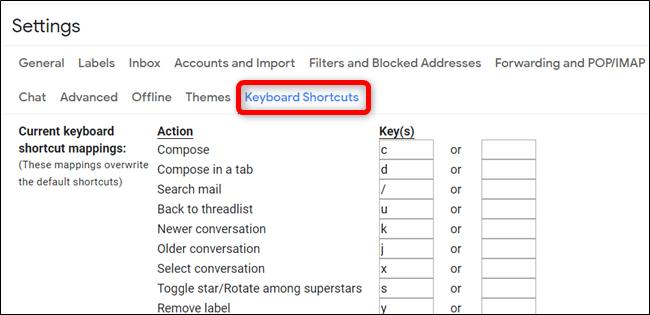 Settings
General Labels Inbox Accounts and Import Filters and Blocked Addresses Forwarding and POP/IMAP
Chat Advanced Offline Themes Keyboard Shortcuts
Current keyboard shortcut mappings:
(These mappings overwrite the default shortcuts)
Action Key(s)
Compose c or
Compose in a tab d or
Search mail / or
Back to threadlist u or
Newer conversation k or
Older conversation j or
Select conversation x or
Toggle star/Rotate among superstars s or
Remove label y or